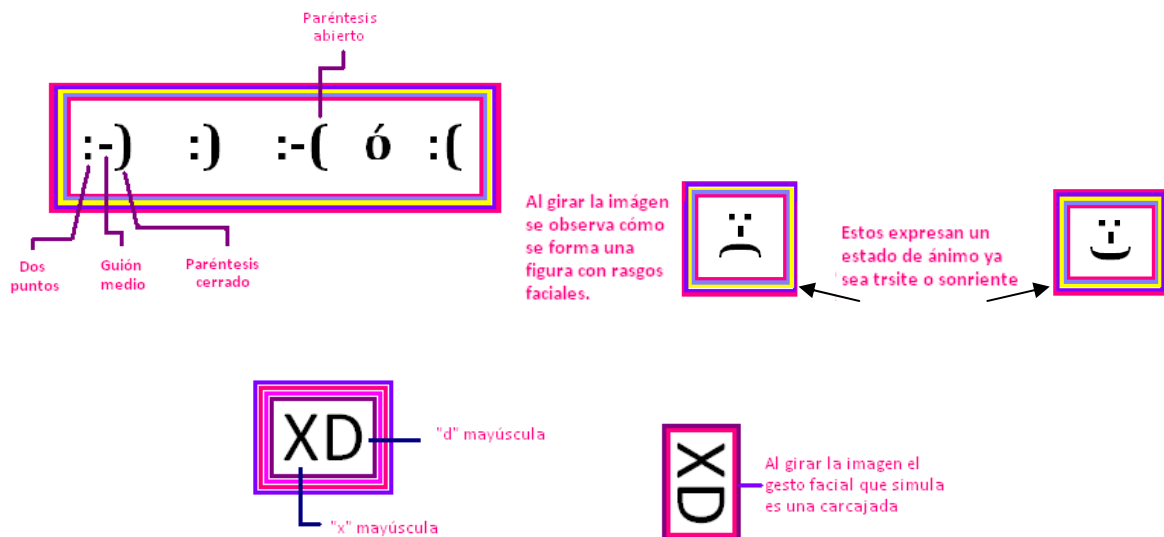 Paréntesis
abierto
:-) :) :-( ó :(
Dos
puntos
Guión
medio
Paréntesis
cerrado
Al girar la imágen
se observa cómo
se forma una
figura con rasgos
faciales.
:-(
Estos expresan un
estado de ánimo ya
sea trsite o sonriente
:-)
XD
"d" mayúscula
"x" mayúscula
XD
Al girar la imagen el
gesto facial que simula
es una carcajada